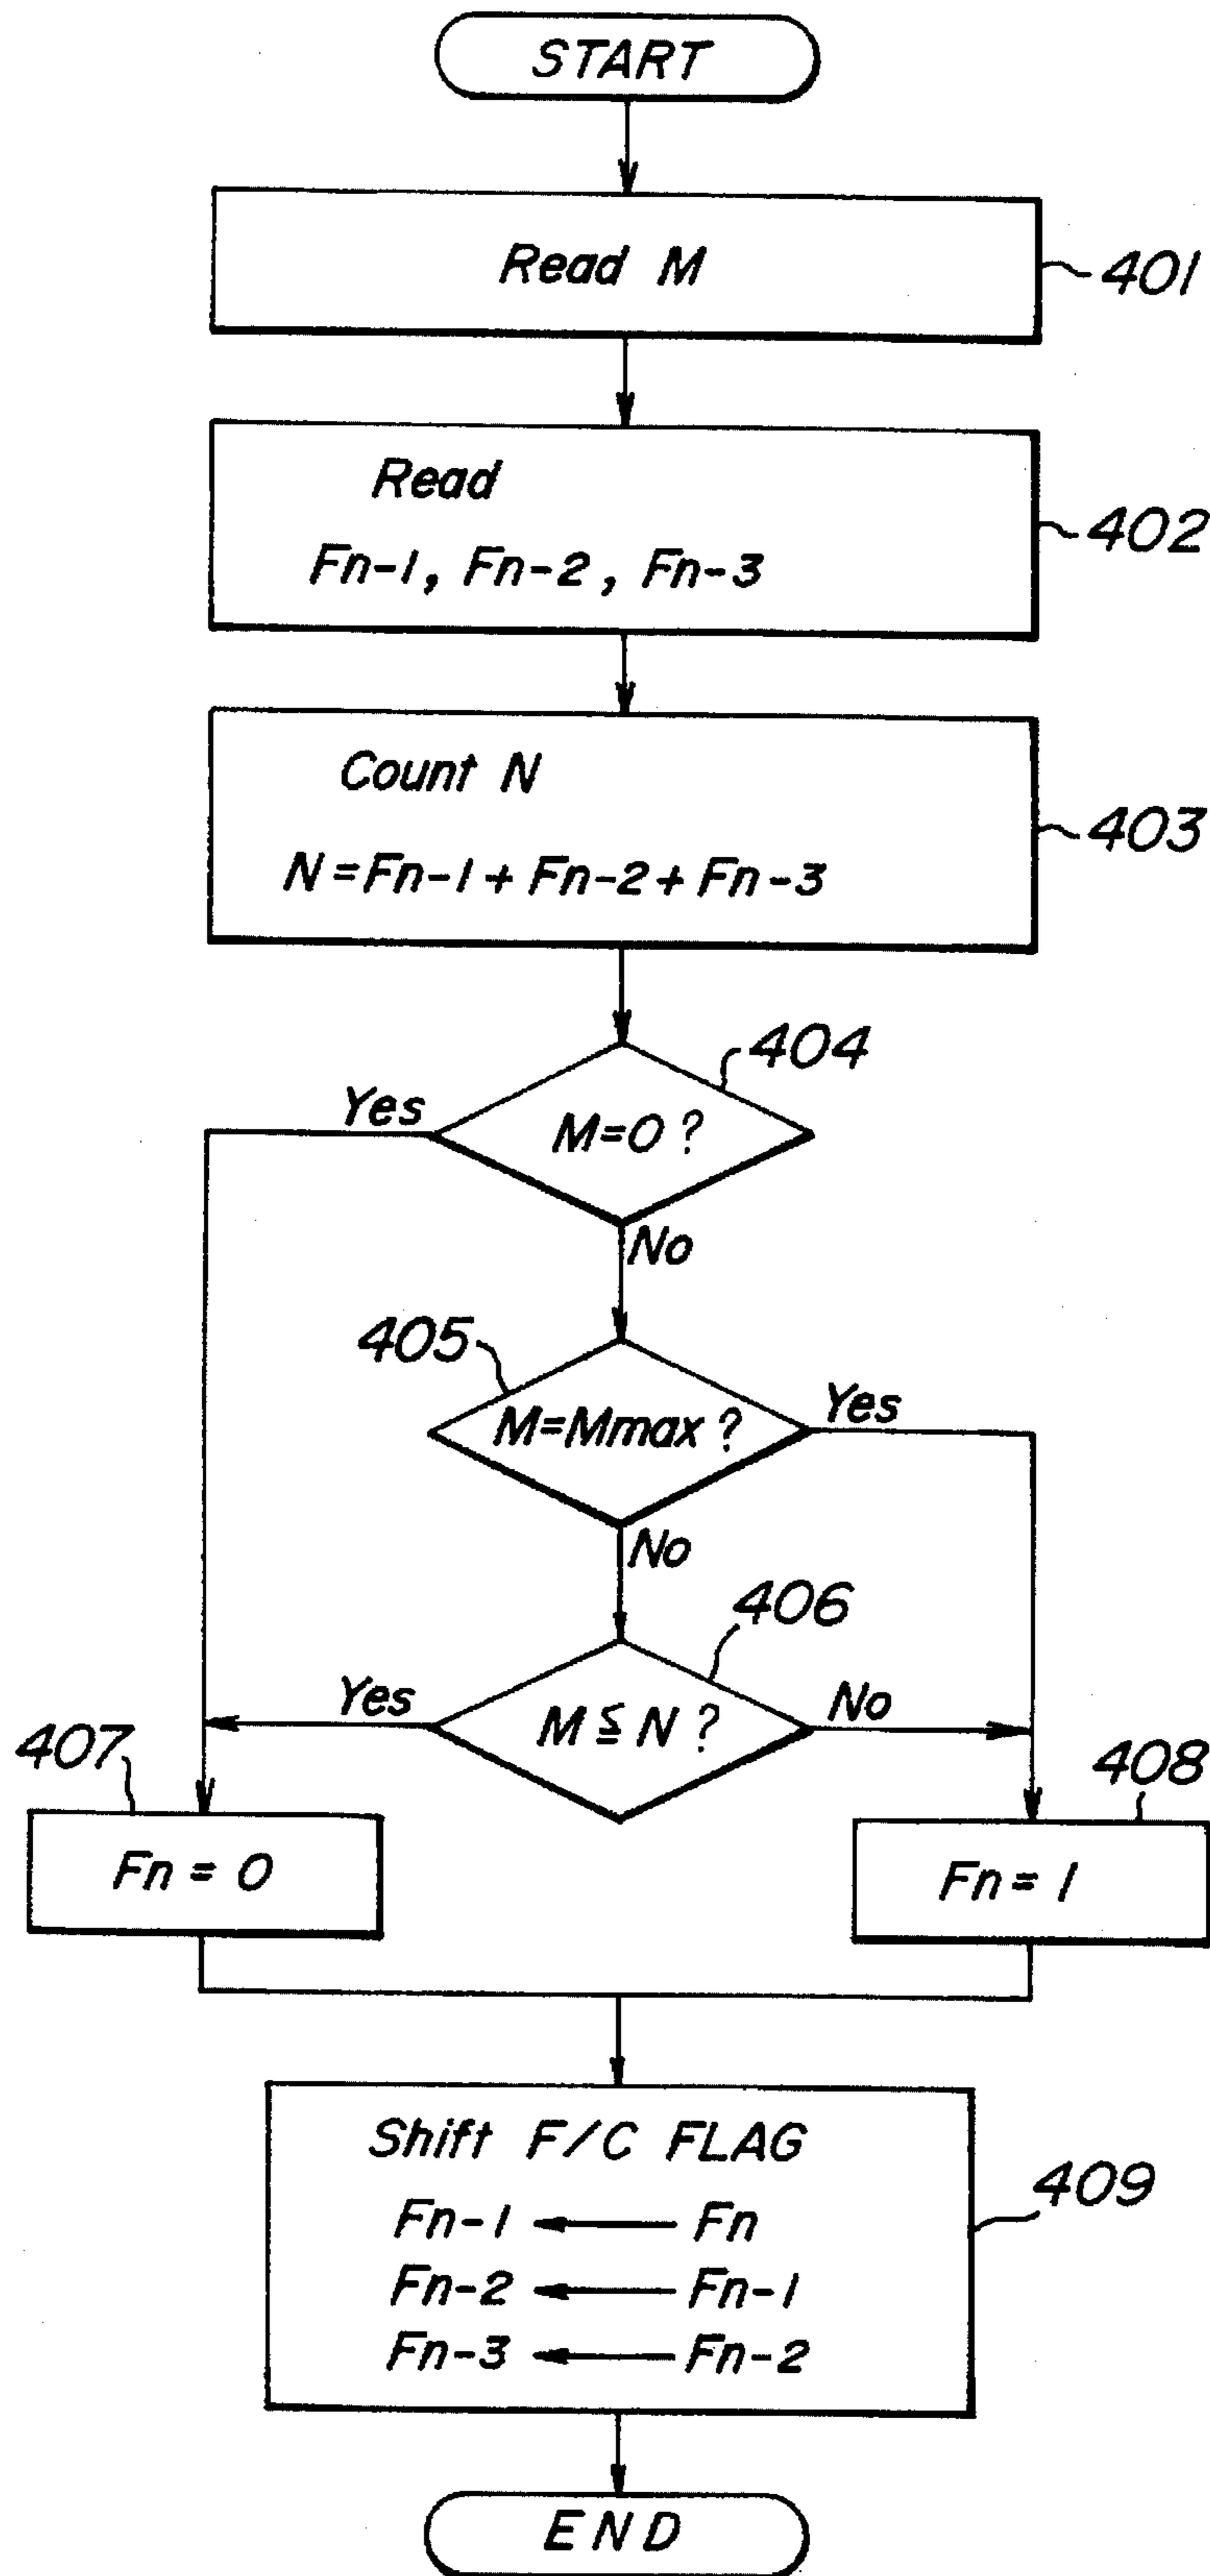 START
Read M
401
Read
Fn-1, Fn-2, Fn-3
402
Count N
N=Fn-1+Fn-2+Fn-3
403
404
Yes
M=0?
No
405
M=Mmax?
Yes
No
406
Yes
M≦N?
No
407
408
Fn=0
Fn=1
Shift F/C FLAG
Fn-1 ← Fn
Fn-2 ← Fn-1
Fn-3 ← Fn-2
409
END